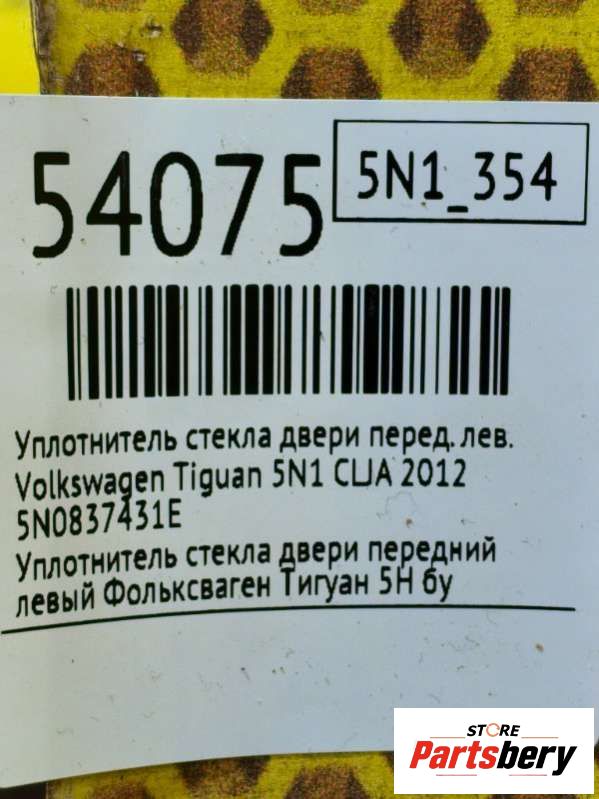 54075
5N1_354
Уплотнитель стекла двери перед. лев.
Volkswagen Tiguan 5N1 CWA 2012
5N0837431E
Уплотнитель стекла двери передний
левый Фольксваген Тигуан 5Н бу
STORE
Partsbery